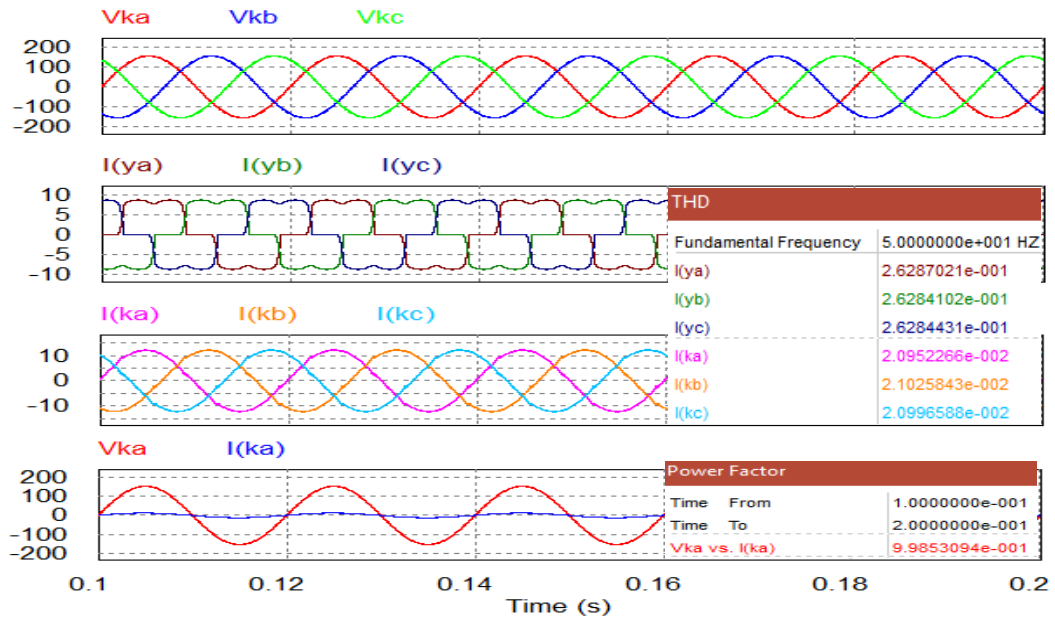 Vka Vkb Vkc
200
100
0
-100
-200
I(ya) I(yb) I(yc)
10
5
0
-5
-10
THD
Fundamental Frequency 5.0000000e+001 HZ
I(ya) 2.6287021e-001
I(yb) 2.6284102e-001
I(yc) 2.6284431e-001
I(ka) 2.0952266e-002
I(kb) 2.1025843e-002
I(kc) 2.0996588e-002
I(ka) I(kb) I(kc)
10
0
-10
Vka I(ka)
200
100
0
-100
-200
Power Factor
Time From 1.0000000e-001
Time To 2.0000000e-001
Vka vs. I(ka) 9.9853094e-001
0.1 0.12 0.14 0.16 0.18 0.2
Time (s)